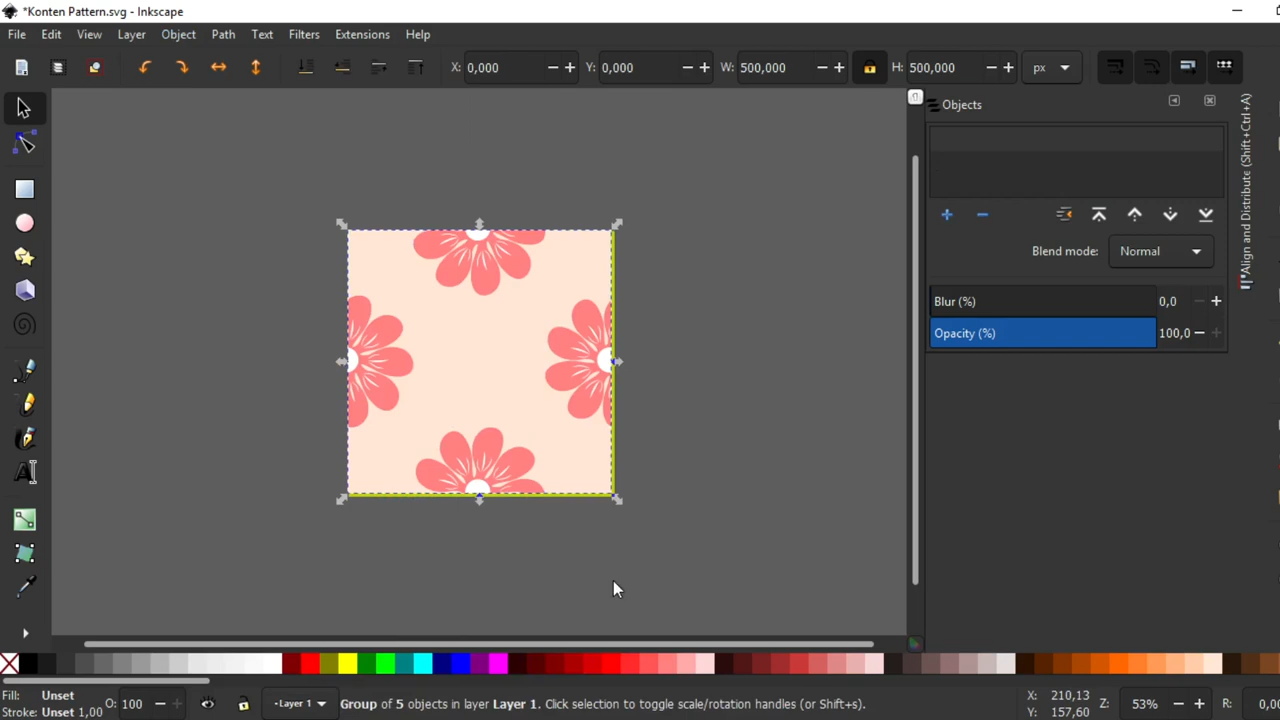 *Konten Pattern.svg - Inkscape
File Edit View Layer Object Path Text Filters Extensions Help
X: 0,000 Y: 0,000 W: 500,000 H: 500,000 px
Objects
Align and Distribute (Shift+Ctrl+A)
Blend mode: Normal
Blur (%) 0,0
Opacity (%) 100,0
Fill: Unset
Stroke: Unset 1,00
O: 100
Layer 1
Group of 5 objects in layer Layer 1. Click selection to toggle scale/rotation handles (or Shift+s).
X: 210,13
Y: 157,60
Z: 53%
R: 0,0